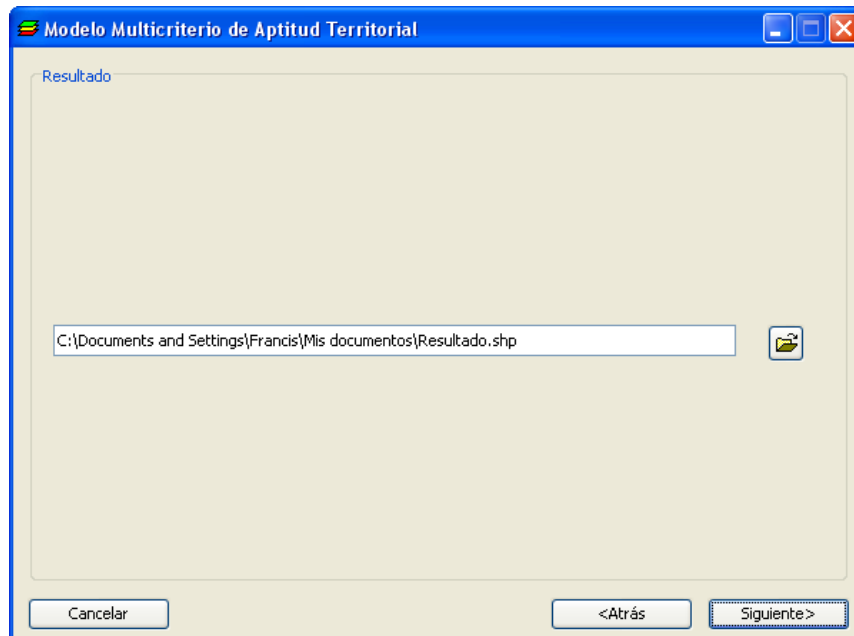 Modelo Multicriterio de Aptitud Territorial
Resultado
C:\Documents and Settings\Francis\Mis documentos\Resultado.shp
Cancelar
<Atrás
Siguiente>